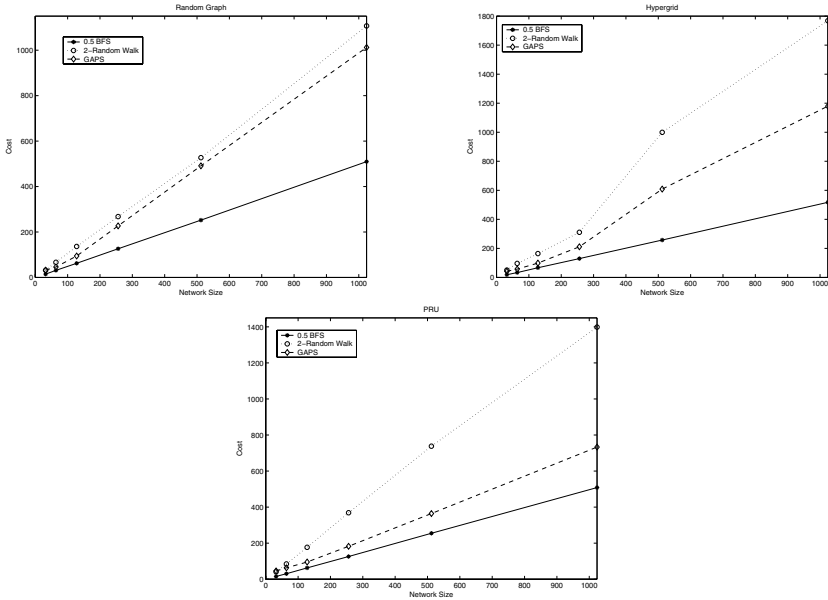 Random Graph
0.5 BFS
2−Random Walk
GAPS
Cost
1000
800
600
400
200
0
0 100 200 300 400 500 600 700 800 900 1000
Network Size
Hypergrid
0.5 BFS
2−Random Walk
GAPS
Cost
1800
1600
1400
1200
1000
800
600
400
200
0
0 100 200 300 400 500 600 700 800 900 1000
Network Size
PRU
0.5 BFS
2−Random Walk
GAPS
Cost
1400
1200
1000
800
600
400
200
0
0 100 200 300 400 500 600 700 800 900 1000
Network Size